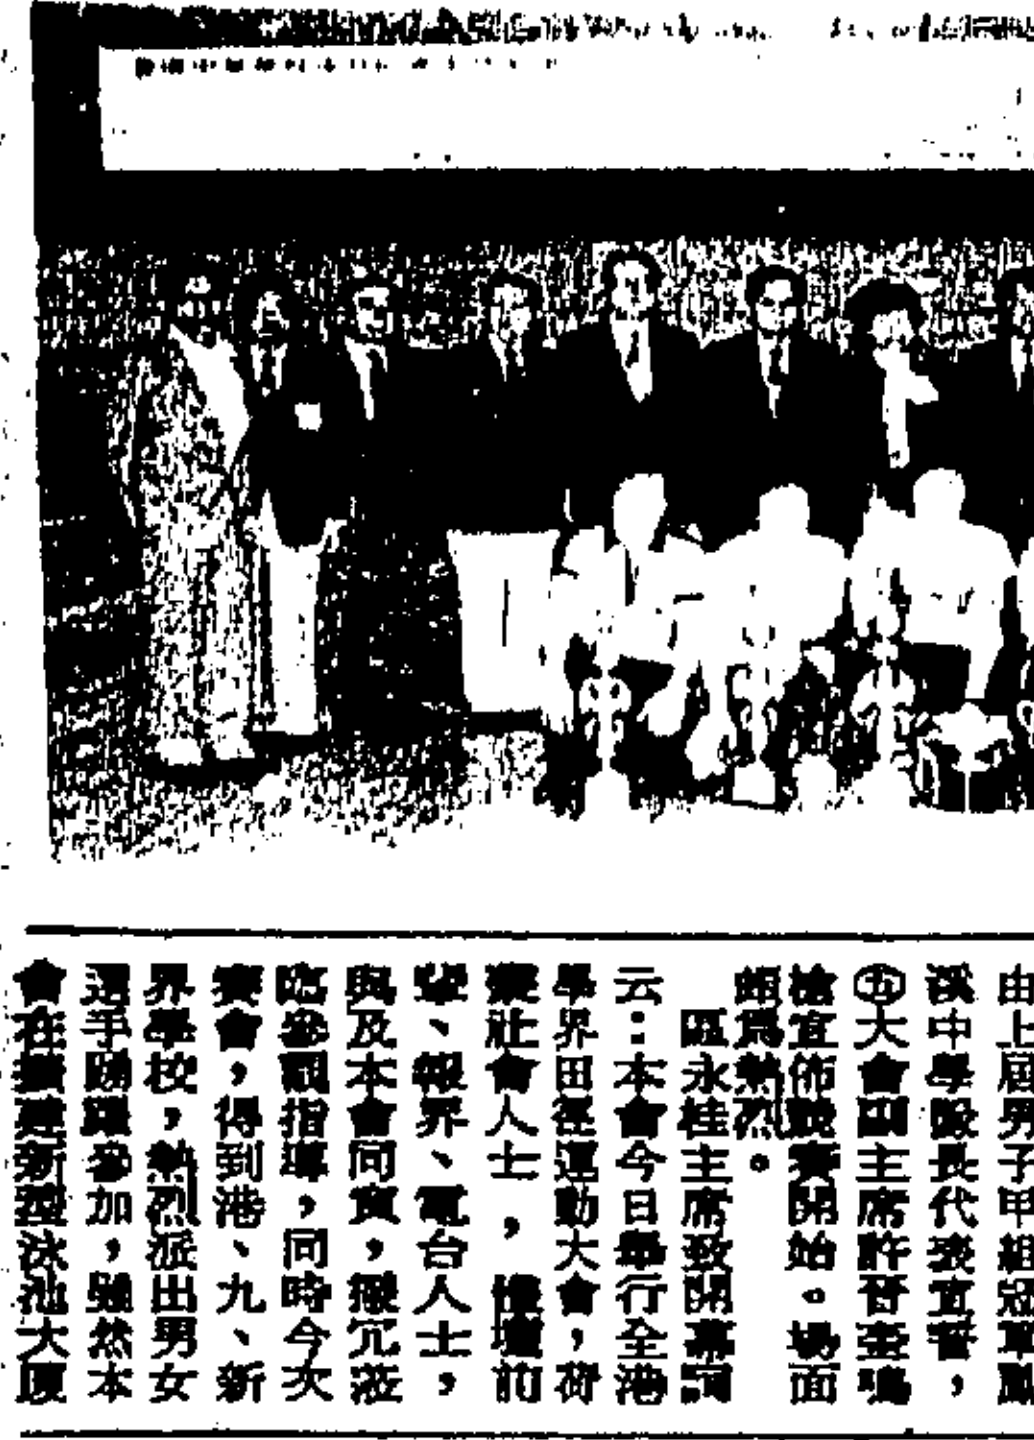 由上屆男子甲組冠軍鳳
溪中學隊長代表宣誓，
㊄大會副主席許晉奎鳴
槍宣佈競賽開始。場面
頗為熱烈。
區永桂主席致開幕詞
云：本會今日舉行全港
學界田徑運動大會，荷
蒙社會人士，體壇前
輩、報界、電台人士，
與及本會同寅，撥冗蒞
臨參觀指導，同時今次
賽會，得到港、九、新
界學校，熱烈派出男女
選手踴躍參加，雖然本
會在擴建新型泳池大廈